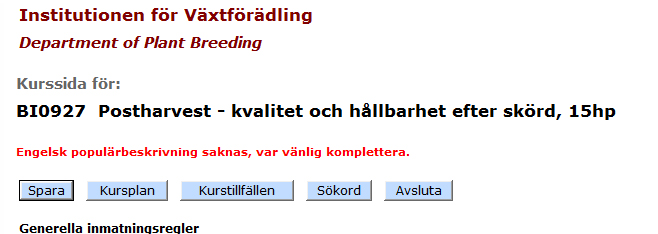 Institutionen för Växtförädling
Department of Plant Breeding
Kurssida för:
BI0927 Postharvest - kvalitet och hållbarhet efter skörd, 15hp
Engelsk populärbeskrivning saknas, var vänlig komplettera.
Spara Kursplan Kurstillfällen Sökord Avsluta
Generella inmatningsregler